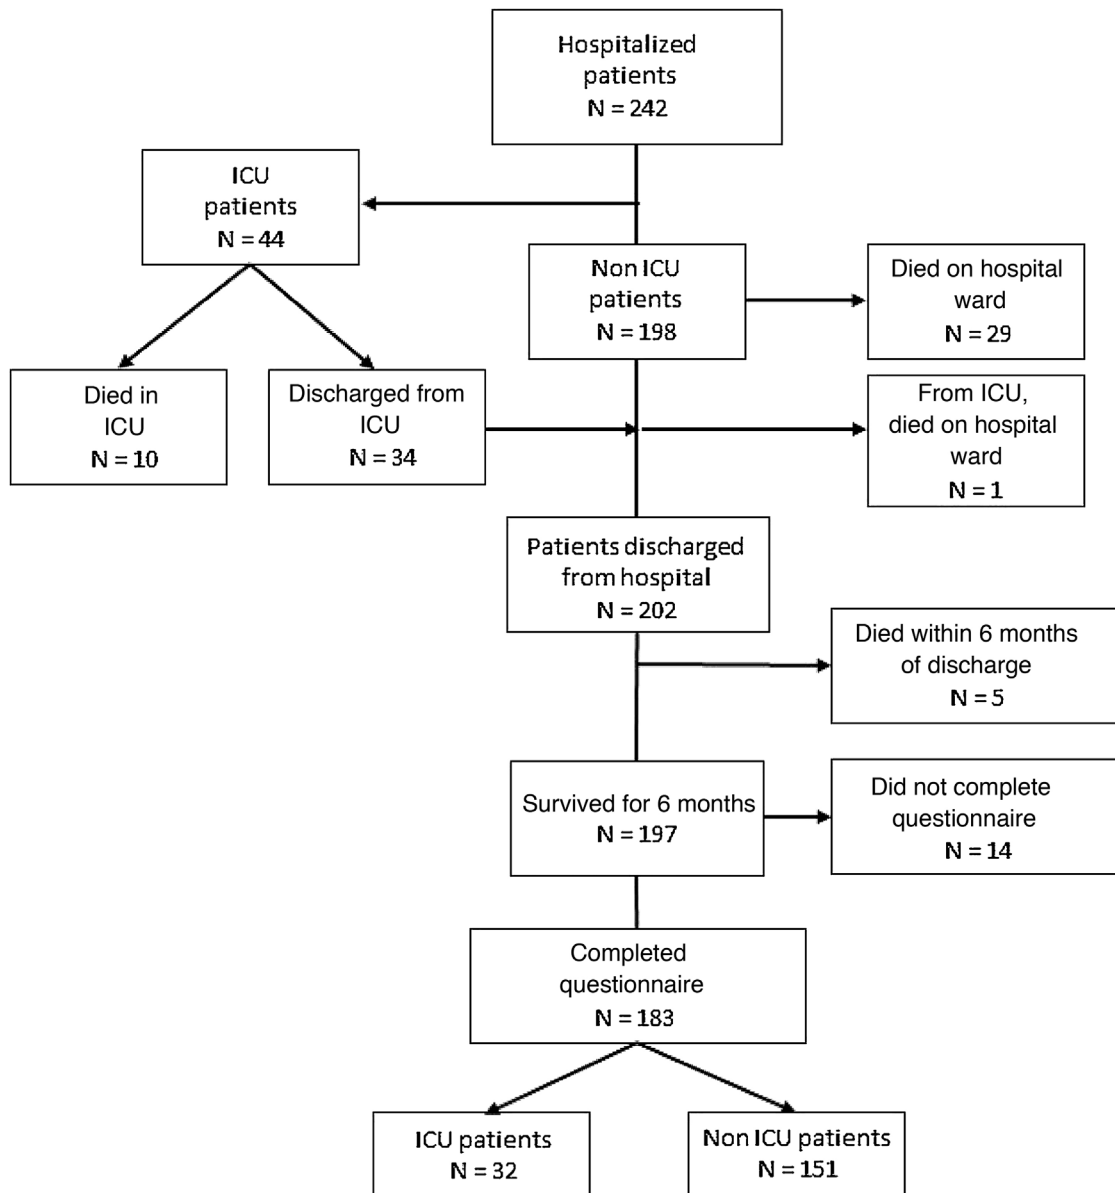 Hospitalized
patients
N = 242
ICU
patients
N = 44
Non ICU
patients
N = 198
Died on hospital
ward
N = 29
Died in
ICU
N = 10
Discharged from
ICU
N = 34
From ICU,
died on hospital
ward
N = 1
Patients discharged
from hospital
N = 202
Died within 6 months
of discharge
N = 5
Survived for 6 months
N = 197
Did not complete
questionnaire
N = 14
Completed
questionnaire
N = 183
ICU patients
N = 32
Non ICU patients
N = 151